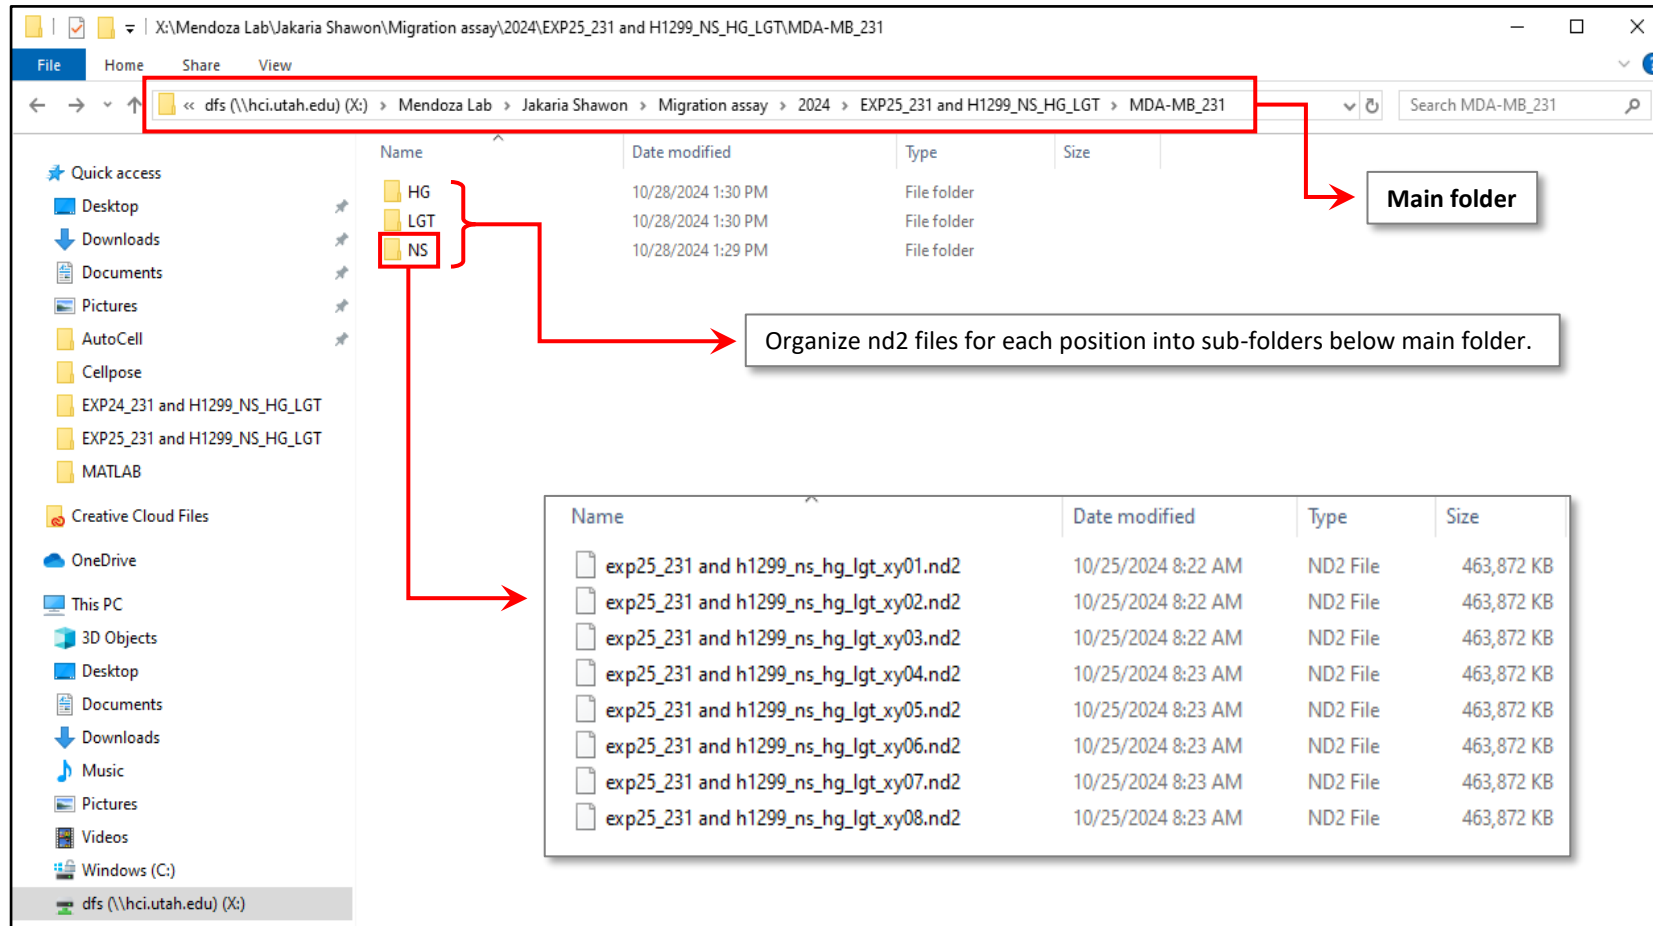 X:\Mendoza Lab\Jakaria Shawon\Migration assay\2024\EXP25_231 and H1299_NS_HG_LGT\MDA-MB_231
File Home Share View
« dfs (\\hci.utah.edu) (X:) › Mendoza Lab › Jakaria Shawon › Migration assay › 2024 › EXP25_231 and H1299_NS_HG_LGT › MDA-MB_231
Search MDA-MB_231
Name Date modified Type Size
HG 10/28/2024 1:30 PM File folder
LGT 10/28/2024 1:30 PM File folder
NS 10/28/2024 1:29 PM File folder
Main folder
Organize nd2 files for each position into sub-folders below main folder.
Quick access
Desktop
Downloads
Documents
Pictures
AutoCell
Cellpose
EXP24_231 and H1299_NS_HG_LGT
EXP25_231 and H1299_NS_HG_LGT
MATLAB
Creative Cloud Files
OneDrive
This PC
3D Objects
Desktop
Documents
Downloads
Music
Pictures
Videos
Windows (C:)
dfs (\\hci.utah.edu) (X:)
Name Date modified Type Size
exp25_231 and h1299_ns_hg_lgt_xy01.nd2 10/25/2024 8:22 AM ND2 File 463,872 KB
exp25_231 and h1299_ns_hg_lgt_xy02.nd2 10/25/2024 8:22 AM ND2 File 463,872 KB
exp25_231 and h1299_ns_hg_lgt_xy03.nd2 10/25/2024 8:22 AM ND2 File 463,872 KB
exp25_231 and h1299_ns_hg_lgt_xy04.nd2 10/25/2024 8:23 AM ND2 File 463,872 KB
exp25_231 and h1299_ns_hg_lgt_xy05.nd2 10/25/2024 8:23 AM ND2 File 463,872 KB
exp25_231 and h1299_ns_hg_lgt_xy06.nd2 10/25/2024 8:23 AM ND2 File 463,872 KB
exp25_231 and h1299_ns_hg_lgt_xy07.nd2 10/25/2024 8:23 AM ND2 File 463,872 KB
exp25_231 and h1299_ns_hg_lgt_xy08.nd2 10/25/2024 8:23 AM ND2 File 463,872 KB